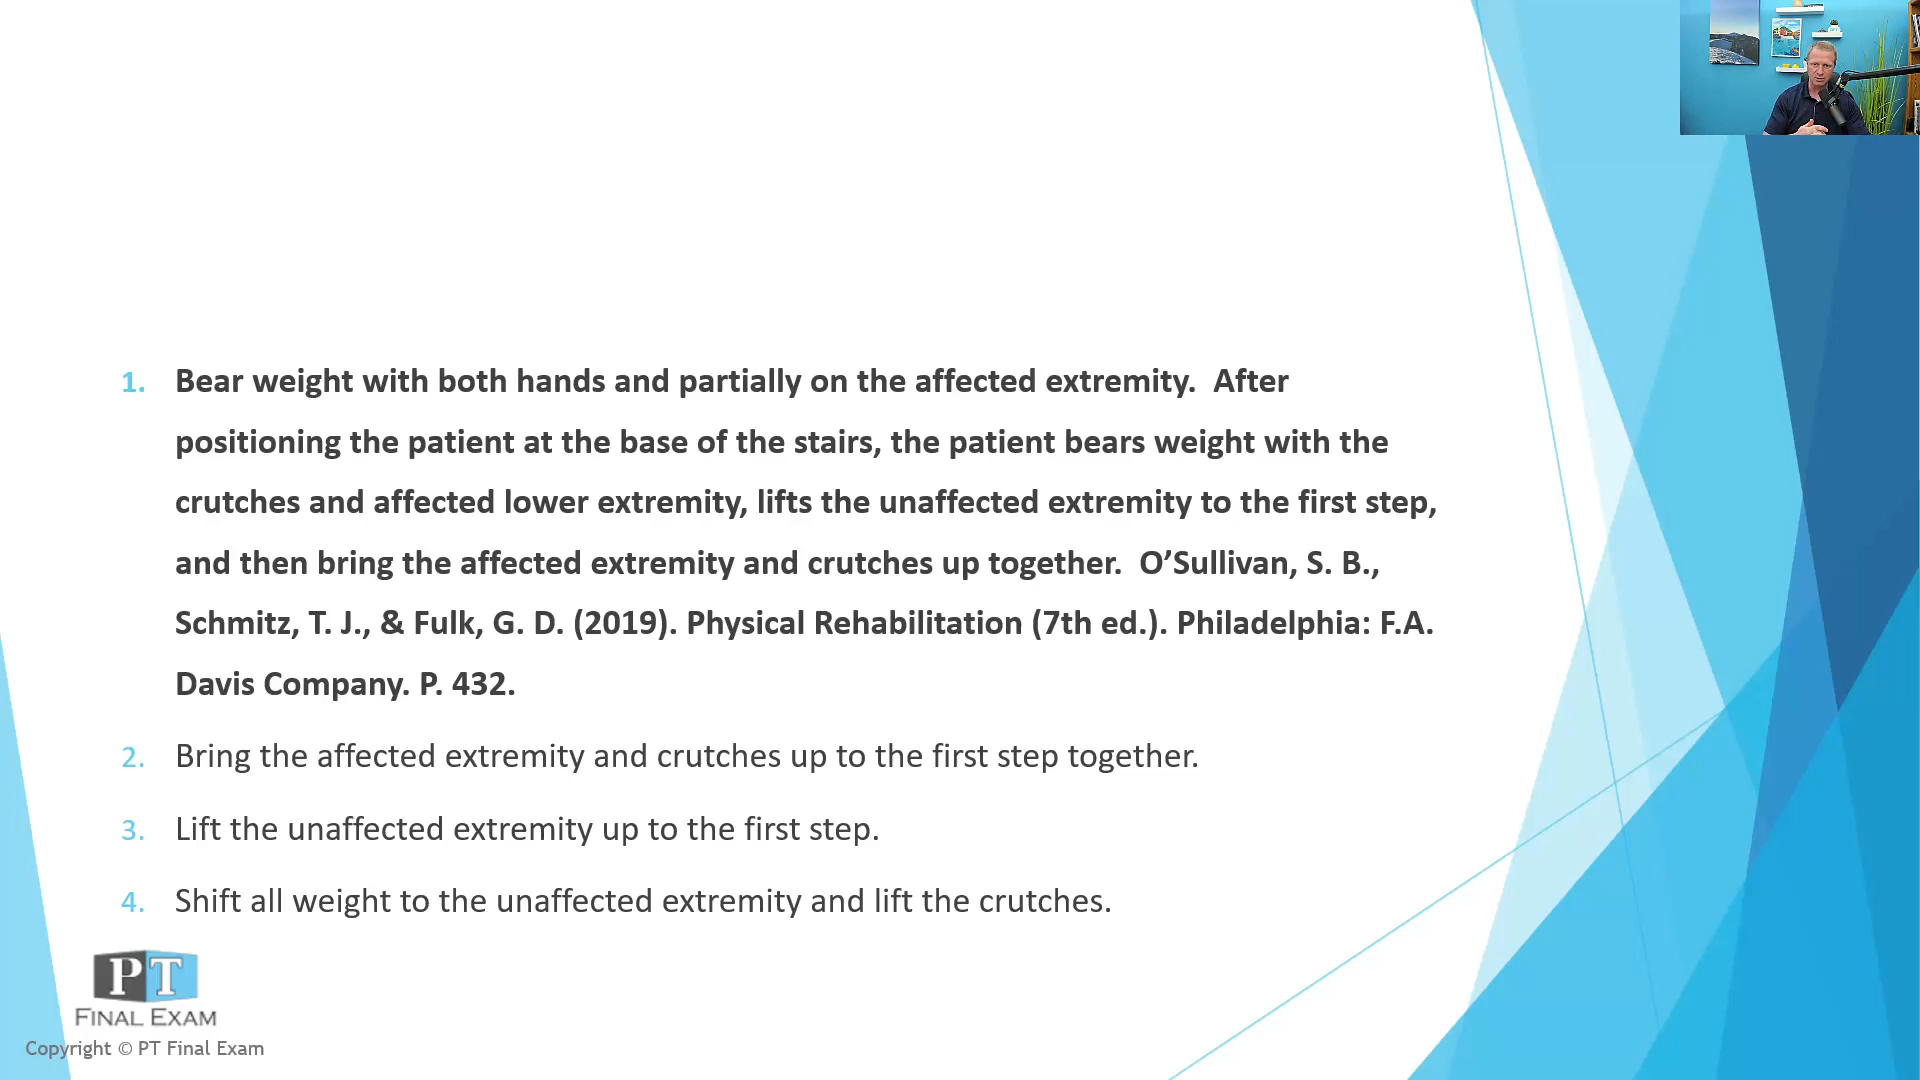 1. Bear weight with both hands and partially on the affected extremity.  After
positioning the patient at the base of the stairs, the patient bears weight with the
crutches and affected lower extremity, lifts the unaffected extremity to the first step,
and then bring the affected extremity and crutches up together.  O’Sullivan, S. B.,
Schmitz, T. J., & Fulk, G. D. (2019). Physical Rehabilitation (7th ed.). Philadelphia: F.A.
Davis Company. P. 432.
2. Bring the affected extremity and crutches up to the first step together.
3. Lift the unaffected extremity up to the first step.
4. Shift all weight to the unaffected extremity and lift the crutches.
PT
FINAL EXAM
Copyright © PT Final Exam